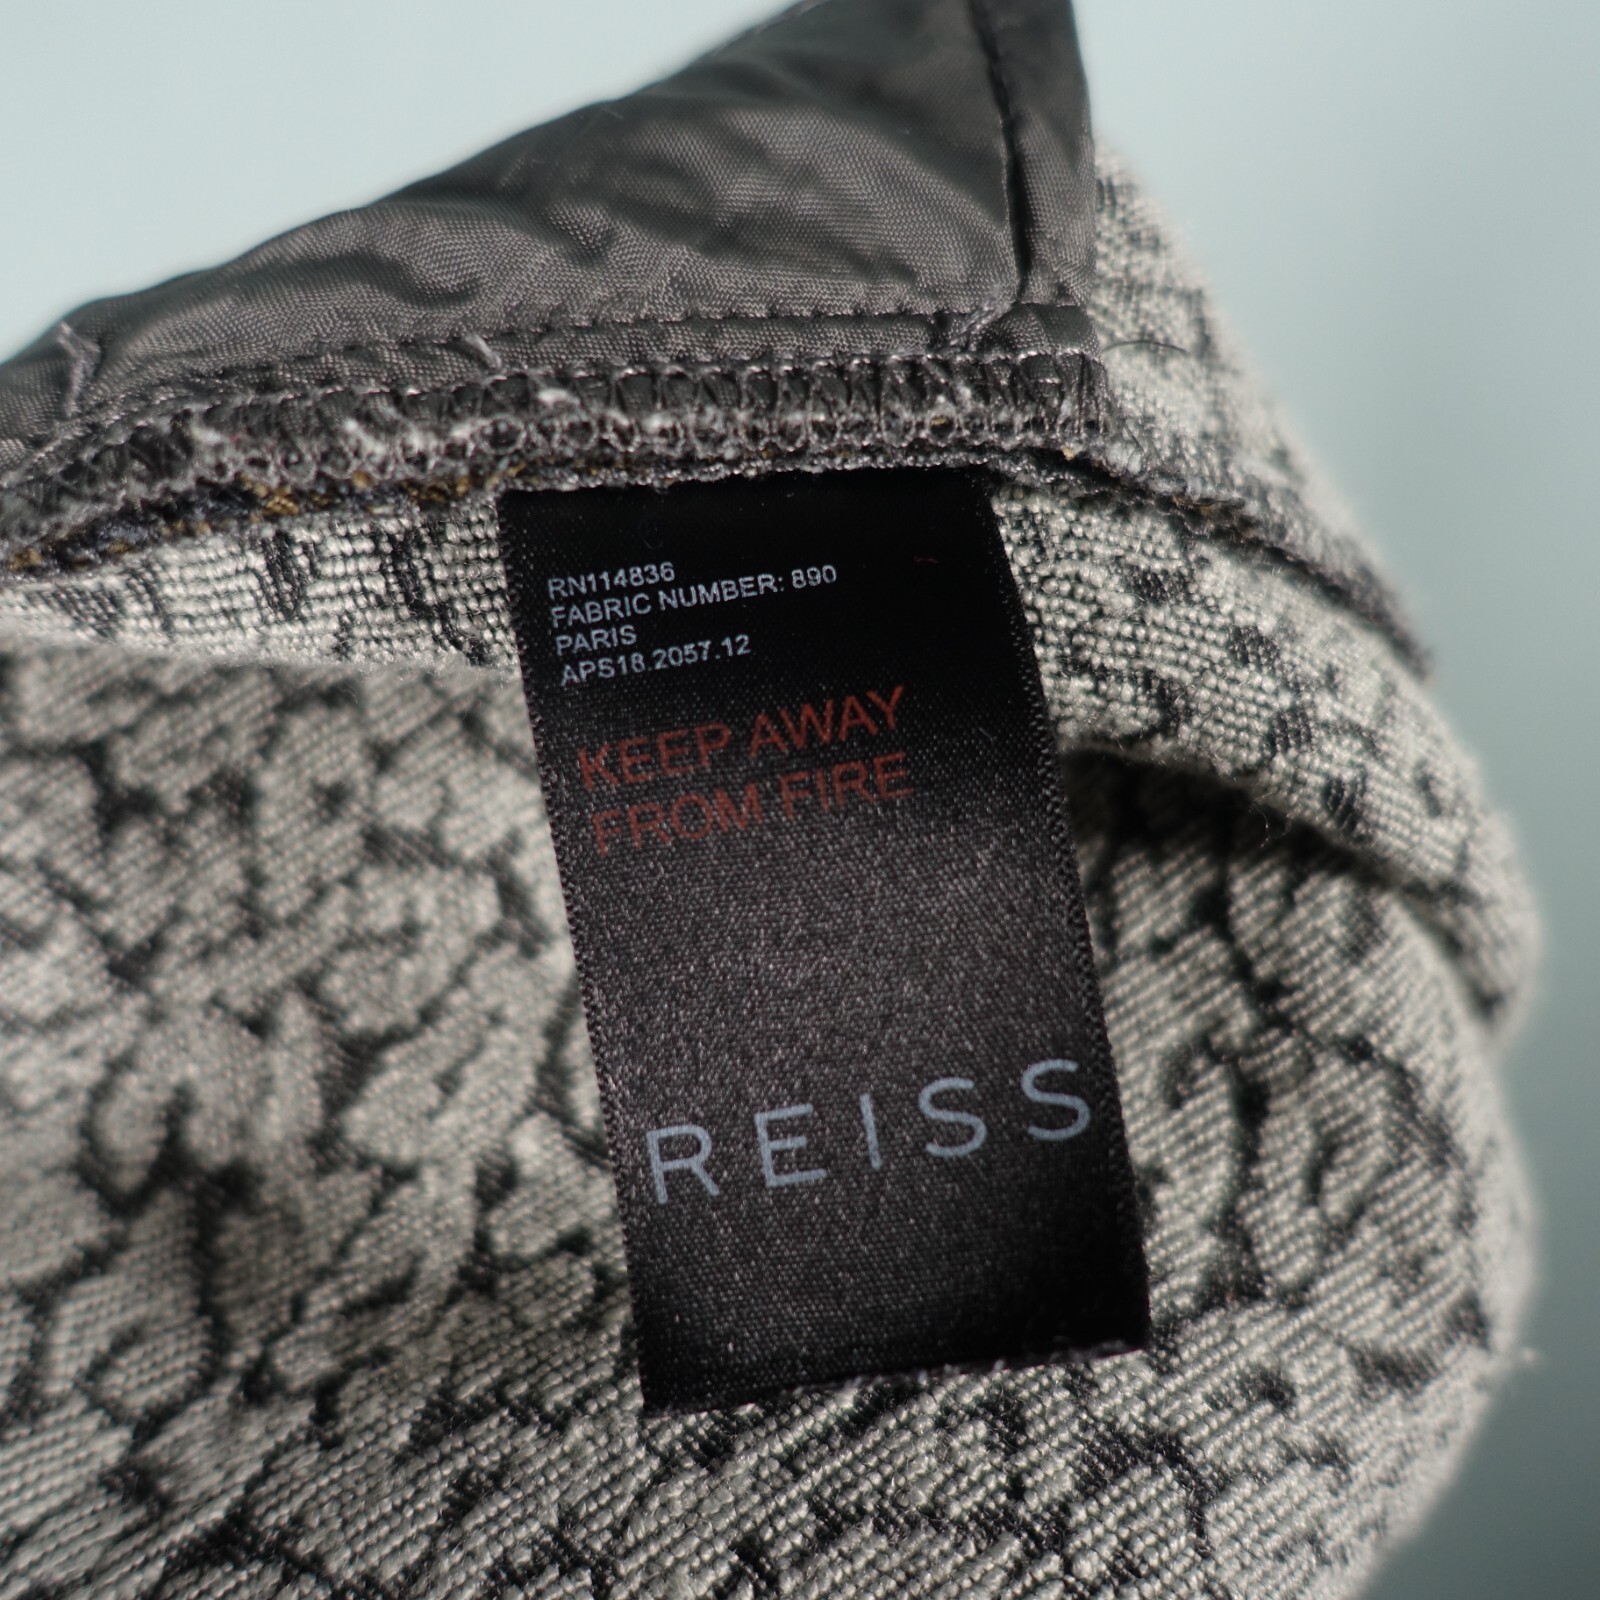 RN114836
FABRIC NUMBER: 890
PARIS
APS18.2057.12
KEEP AWAY
FROM FIRE
REISS